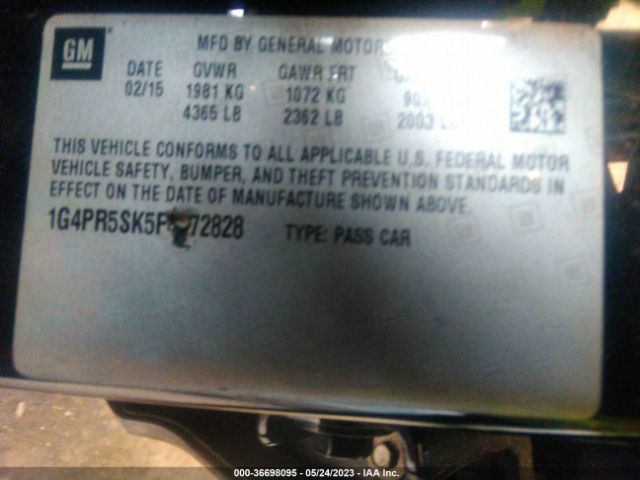 GM
MFD BY GENERAL MOTORS
DATE GVWR GAWR FRT
02/15 1981 KG 1072 KG
4365 LB 2362 LB 2003
THIS VEHICLE CONFORMS TO ALL APPLICABLE U.S. FEDERAL MOTOR
VEHICLE SAFETY, BUMPER, AND THEFT PREVENTION STANDARDS IN
EFFECT ON THE DATE OF MANUFACTURE SHOWN ABOVE.
TYPE: PASS CAR
000-36698095 - 05/24/2023 - IAA Inc.